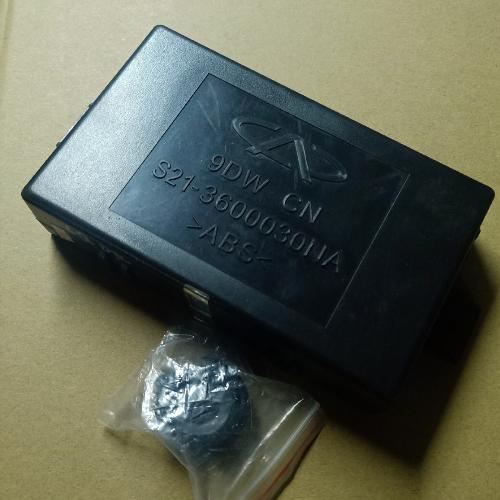 9DW CN
S21-3600030NA
>ABS<